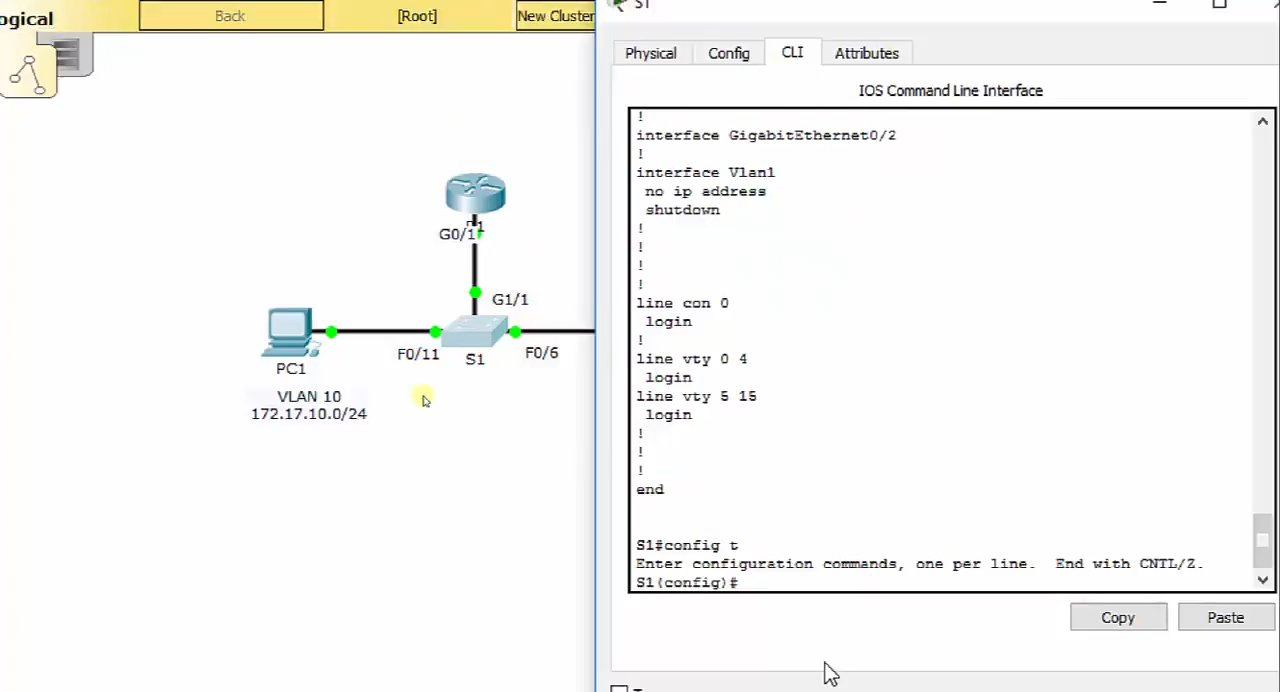 ogical
Back
[Root]
New Cluster
S1
Physical
Config
CLI
Attributes
IOS Command Line Interface
!
interface GigabitEthernet0/2
!
interface Vlan1
no ip address
shutdown
!
!
!
!
line con 0
login
!
line vty 0 4
login
line vty 5 15
login
!
!
!
end
S1#config t
Enter configuration commands, one per line.  End with CNTL/Z.
S1(config)#
Copy
Paste
G0/1
G1/1
F0/11
S1
F0/6
PC1
VLAN 10
172.17.10.0/24